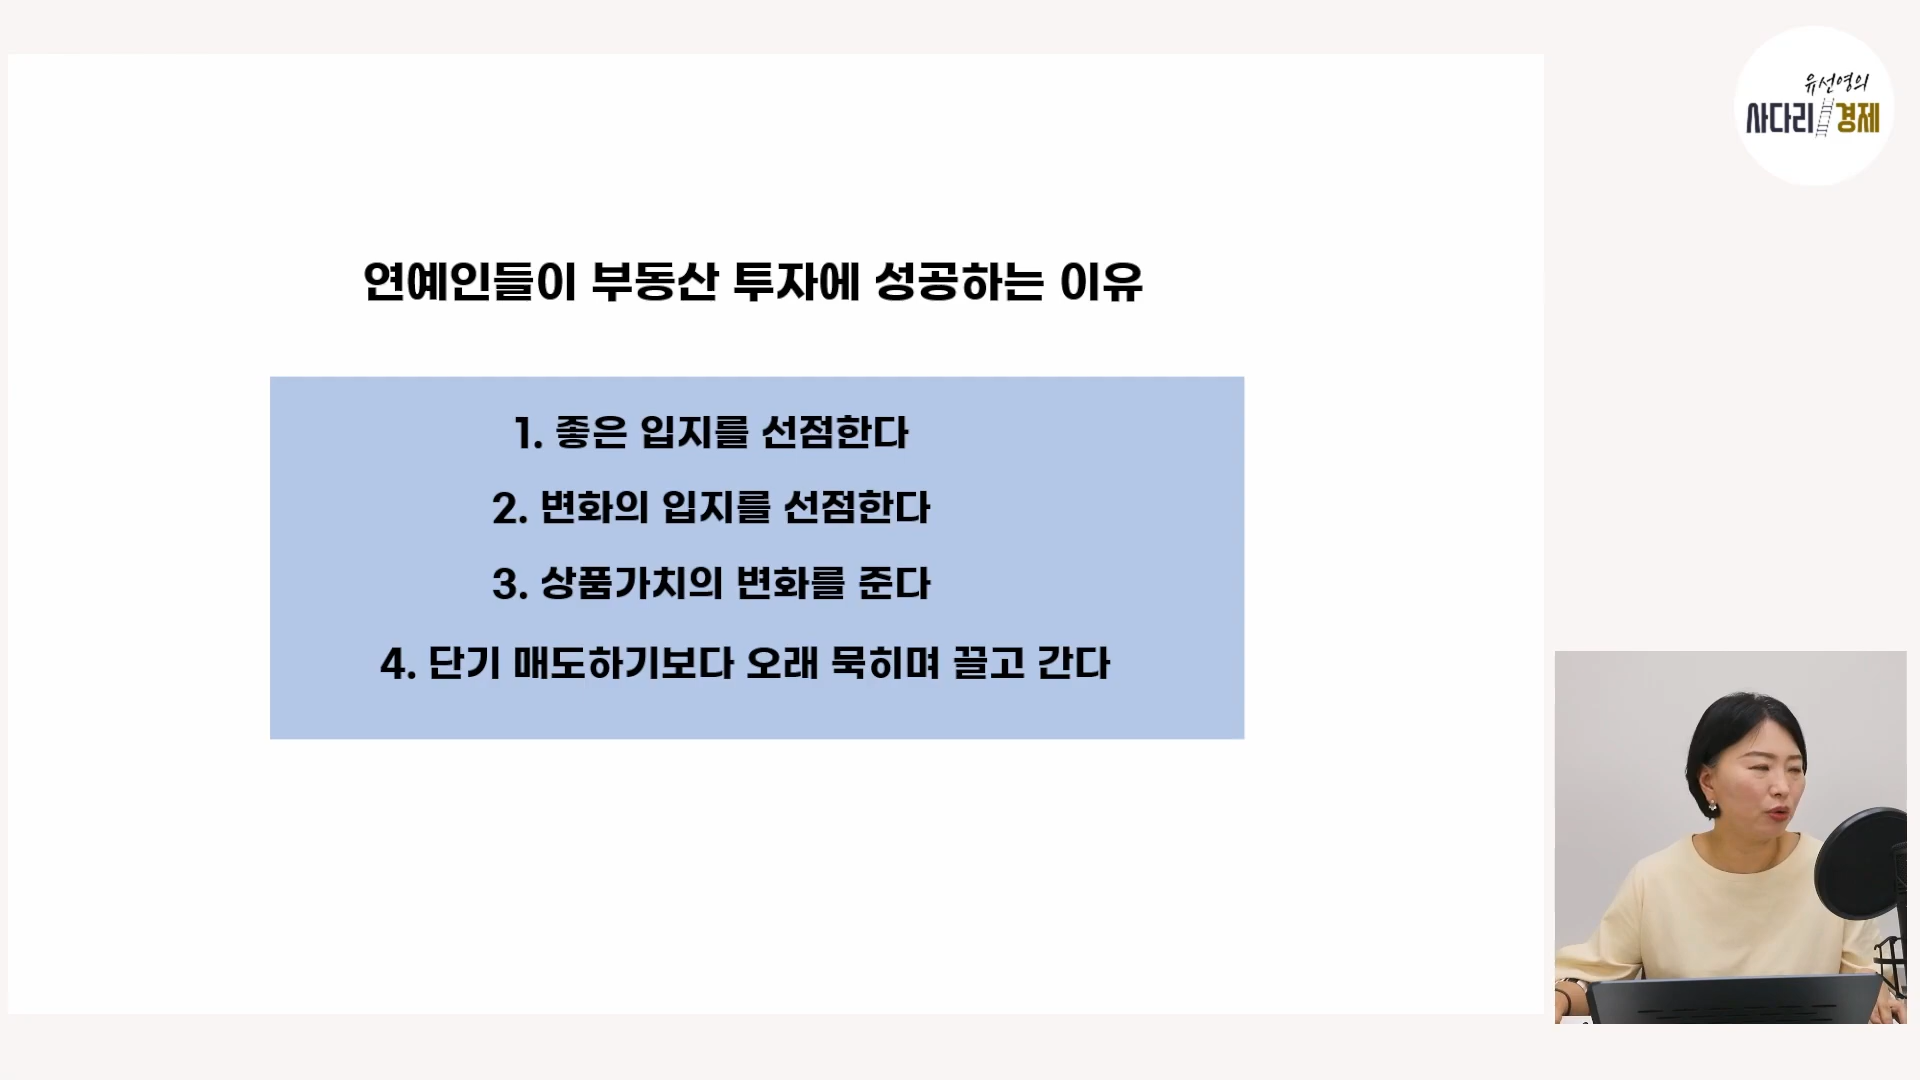 유선영의
사다리경제
연예인들이 부동산 투자에 성공하는 이유
1. 좋은 입지를 선점한다
2. 변화의 입지를 선점한다
3. 상품가치의 변화를 준다
4. 단기 매도하기보다 오래 묵히며 끌고 간다